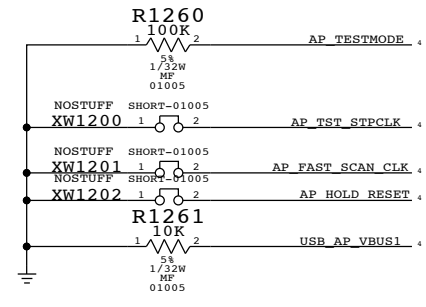 R1260
100K
1 2 AP_TESTMODE 4
5%
1/32W
MF
01005
NOSTUFF SHORT-01005
XW1200 1 2 AP_TST_STPCLK 4
NOSTUFF SHORT-01005
XW1201 1 2 AP_FAST_SCAN_CLK 4
NOSTUFF SHORT-01005
XW1202 1 2 AP_HOLD_RESET 4
R1261
10K
1 2 USB_AP_VBUS1 4
5%
1/32W
MF
01005